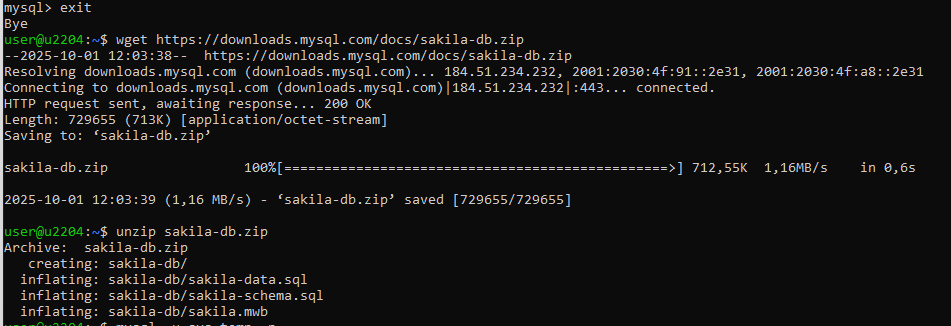 mysql> exit
Bye
user@u2204:~$ wget https://downloads.mysql.com/docs/sakila-db.zip
--2025-10-01 12:03:38--  https://downloads.mysql.com/docs/sakila-db.zip
Resolving downloads.mysql.com (downloads.mysql.com)... 184.51.234.232, 2001:2030:4f:91::2e31, 2001:2030:4f:a8::2e31
Connecting to downloads.mysql.com (downloads.mysql.com)|184.51.234.232|:443... connected.
HTTP request sent, awaiting response... 200 OK
Length: 729655 (713K) [application/octet-stream]
Saving to: ‘sakila-db.zip’
sakila-db.zip                 100%[================================================>] 712,55K  1,16MB/s    in 0,6s
2025-10-01 12:03:39 (1,16 MB/s) - ‘sakila-db.zip’ saved [729655/729655]
user@u2204:~$ unzip sakila-db.zip
Archive:  sakila-db.zip
   creating: sakila-db/
  inflating: sakila-db/sakila-data.sql
  inflating: sakila-db/sakila-schema.sql
  inflating: sakila-db/sakila.mwb
user@u2204:~$